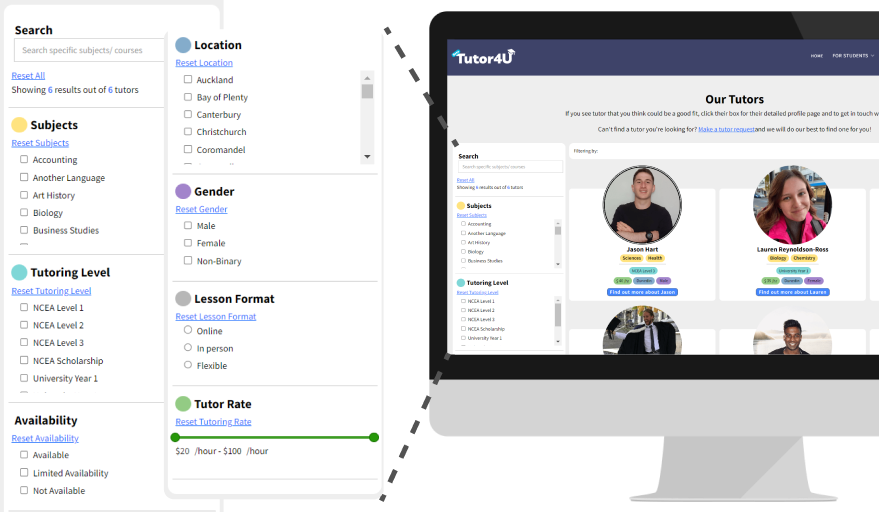 Search
Search specific subjects/ courses
Reset All
Showing 6 results out of 6 tutors
Subjects
Reset Subjects
Accounting
Another Language
Art History
Biology
Business Studies
Tutoring Level
Reset Tutoring Level
NCEA Level 1
NCEA Level 2
NCEA Level 3
NCEA Scholarship
University Year 1
Availability
Reset Availability
Available
Limited Availability
Not Available
Location
Reset Location
Auckland
Bay of Plenty
Canterbury
Christchurch
Coromandel
Gender
Reset Gender
Male
Female
Non-Binary
Lesson Format
Reset Lesson Format
Online
In person
Flexible
Tutor Rate
Reset Tutoring Rate
$20 /hour - $100 /hour
Tutor4U
HOME FOR STUDENTS
Our Tutors
If you see tutor that you think could be a good fit, click their box for their detailed profile page and to get in touch w
Can't find a tutor you're looking for? Make a tutor requestand we will do our best to find one for you!
Search
Search specific subjects/ courses
Reset All
Showing 6 results out of 6 tutors
Subjects
Reset Subjects
Accounting
Another Language
Art History
Biology
Business Studies
Tutoring Level
Reset Tutoring Level
NCEA Level 1
NCEA Level 2
NCEA Level 3
NCEA Scholarship
University Year 1
Filtering by:
Jason Hart
Sciences Health
NCEA Level 3
Dunedin Male
Find out more about Jason
Lauren Reynoldson-Ross
Biology Chemistry
University Year 1
Dunedin Female
Find out more about Lauren